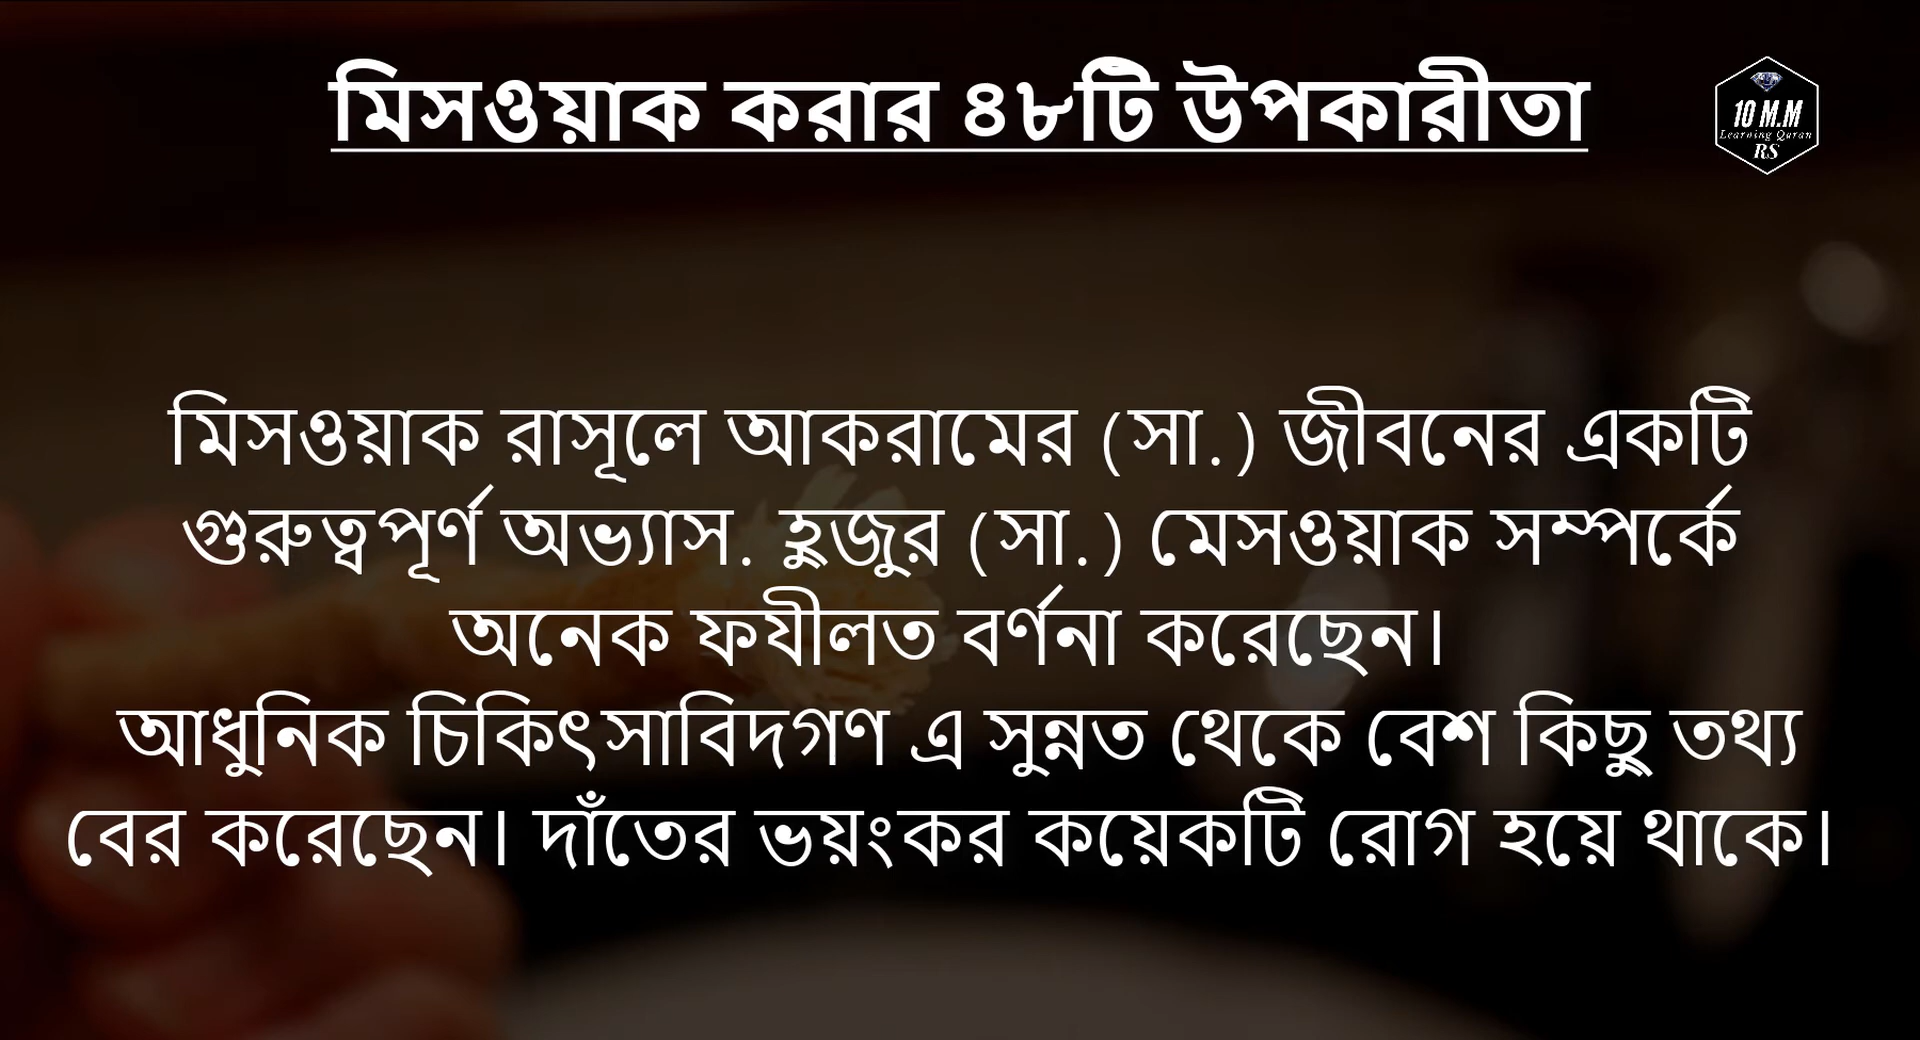 মিসওয়াক করার ৪৮টি উপকারীতা
10 M.M
Learning Quran
RS
মিসওয়াক রাসূলে আকরামের (সা.) জীবনের একটি
গুরুত্বপূর্ণ অভ্যাস. হুজুর (সা.) মেসওয়াক সম্পর্কে
অনেক ফযীলত বর্ণনা করেছেন।
আধুনিক চিকিৎসাবিদগণ এ সুন্নত থেকে বেশ কিছু তথ্য
বের করেছেন। দাঁতের ভয়ংকর কয়েকটি রোগ হয়ে থাকে।